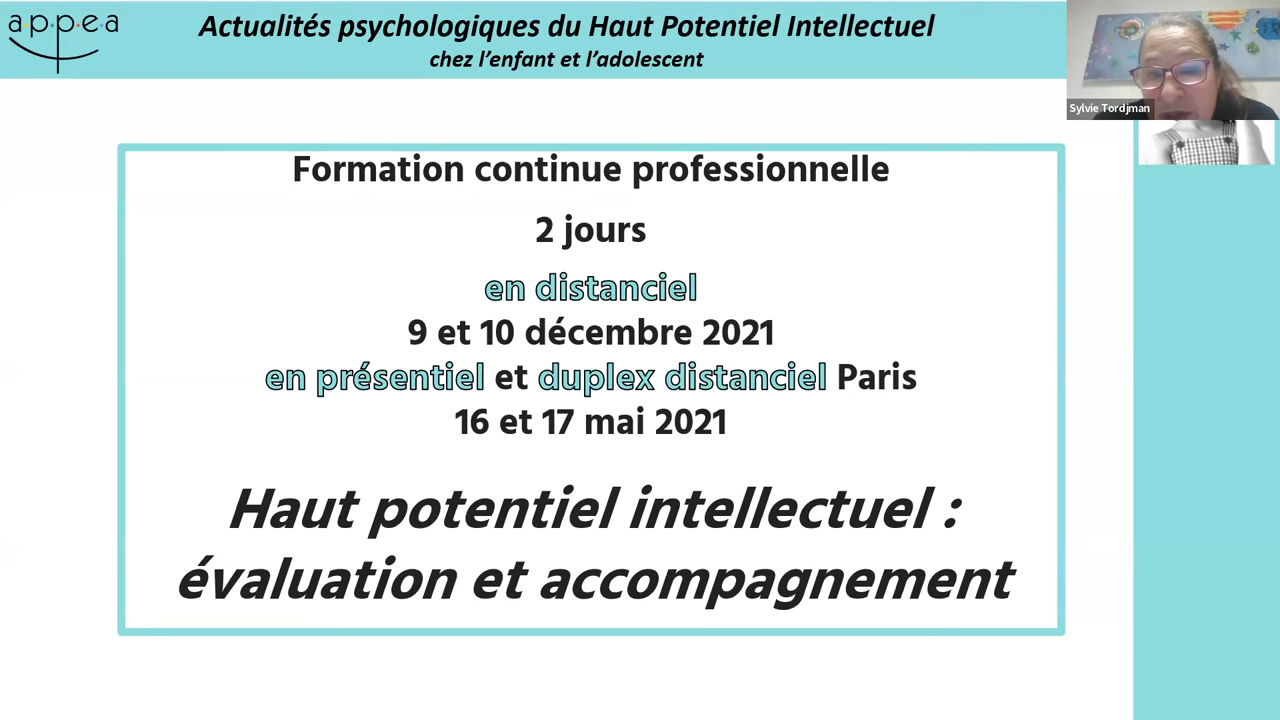 a·p·p·e·a
Actualités psychologiques du Haut Potentiel Intellectuel
chez l'enfant et l'adolescent
Sylvie Tordjman
Formation continue professionnelle
2 jours
en distanciel
9 et 10 décembre 2021
en présentiel et duplex distanciel Paris
16 et 17 mai 2021
Haut potentiel intellectuel :
évaluation et accompagnement